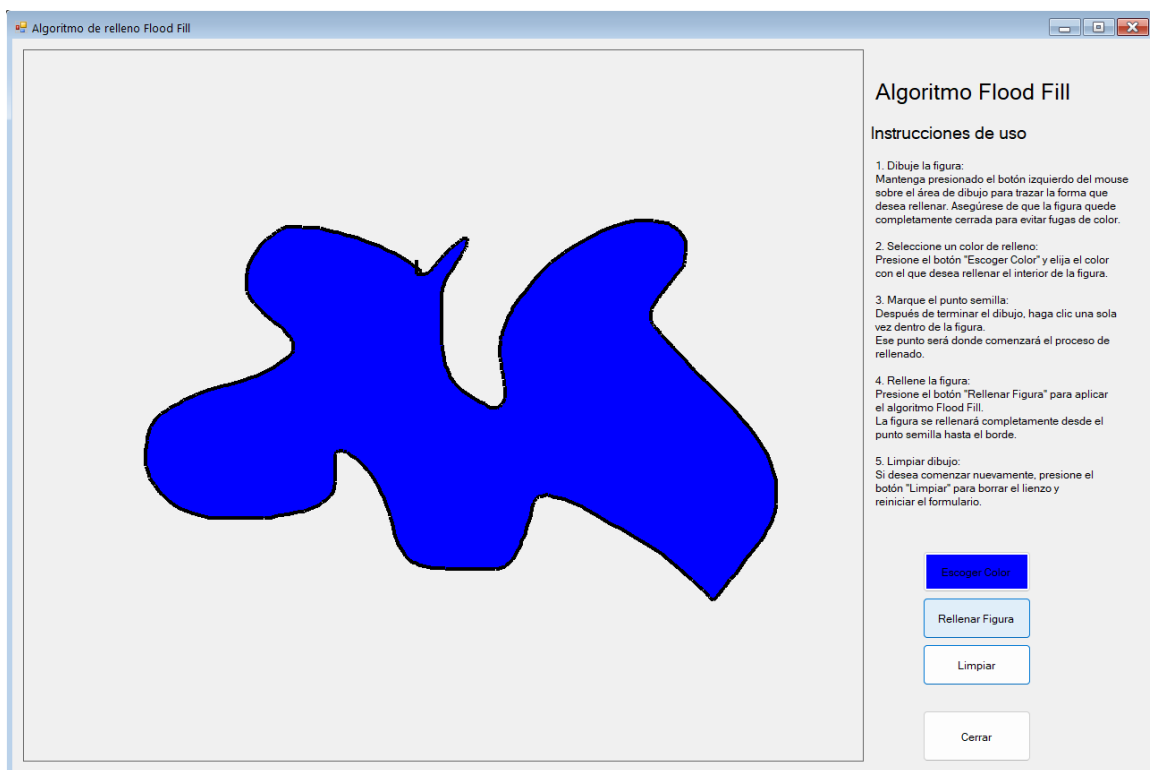 Algoritmo de relleno Flood Fill
Algoritmo Flood Fill
Instrucciones de uso
1. Dibuje la figura:
Mantenga presionado el botón izquierdo del mouse
sobre el área de dibujo para trazar la forma que
desea rellenar. Asegúrese de que la figura quede
completamente cerrada para evitar fugas de color.
2. Seleccione un color de relleno:
Presione el botón "Escoger Color" y elija el color
con el que desea rellenar el interior de la figura.
3. Marque el punto semilla:
Después de terminar el dibujo, haga clic una sola
vez dentro de la figura.
Ese punto será donde comenzará el proceso de
rellenado.
4. Rellene la figura:
Presione el botón "Rellenar Figura" para aplicar
el algoritmo Flood Fill.
La figura se rellenará completamente desde el
punto semilla hasta el borde.
5. Limpiar dibujo:
Si desea comenzar nuevamente, presione el
botón "Limpiar" para borrar el lienzo y
reiniciar el formulario.
Escoger Color
Rellenar Figura
Limpiar
Cerrar